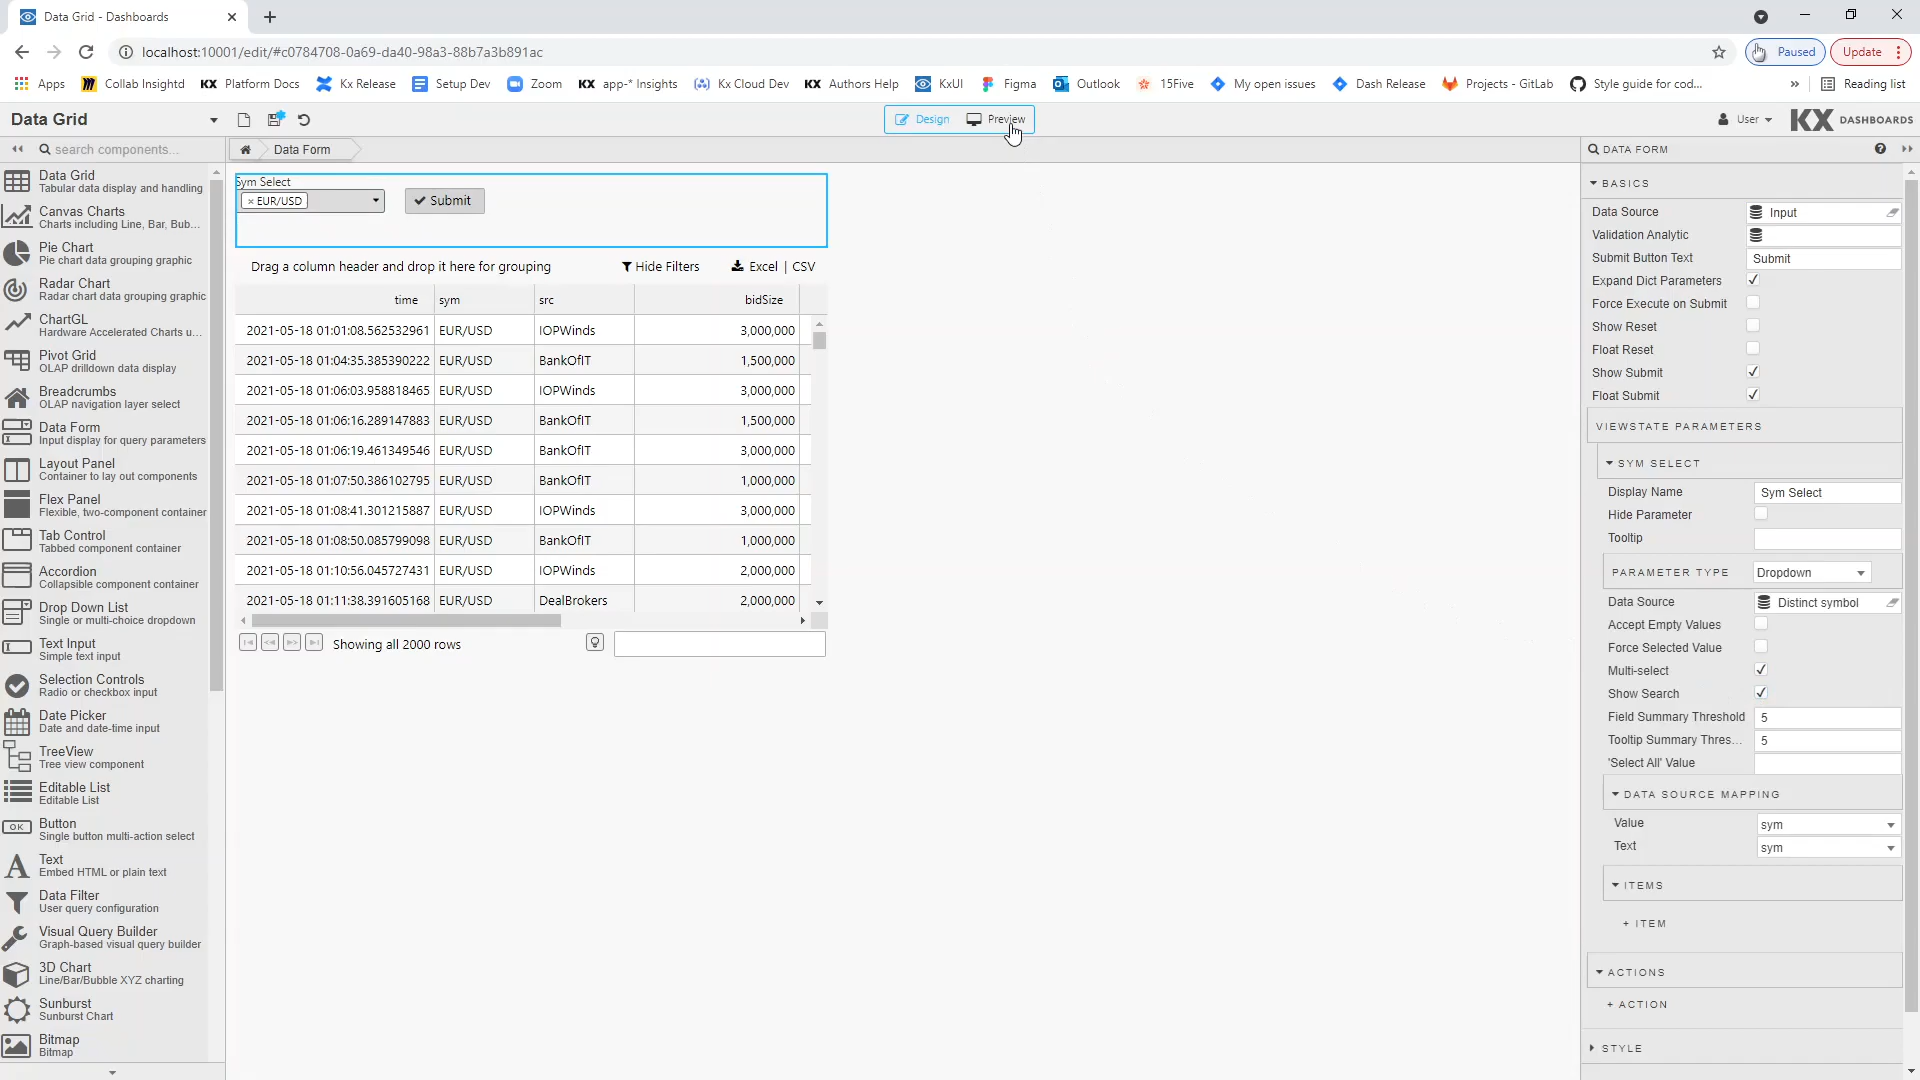 Data Grid - Dashboards
localhost:10001/edit/#c0784708-0a69-da40-98a3-88b7a3b891ac
Paused
Update
Apps
Collab Insightd
KX Platform Docs
Kx Release
Setup Dev
Zoom
KX app-* Insights
Kx Cloud Dev
KX Authors Help
KxUI
Figma
Outlook
15Five
My open issues
Dash Release
Projects - GitLab
Style guide for cod...
»
Reading list
Data Grid
Design
Preview
User
KX DASHBOARDS
search components...
Data Form
DATA FORM
Data Grid
Tabular data display and handling
Canvas Charts
Charts including Line, Bar, Bub...
Pie Chart
Pie chart data grouping graphic
Radar Chart
Radar chart data grouping graphic
ChartGL
Hardware Accelerated Charts u...
Pivot Grid
OLAP drilldown data display
Breadcrumbs
OLAP navigation layer select
Data Form
Input display for query parameters
Layout Panel
Container to lay out components
Flex Panel
Flexible, two-component container
Tab Control
Tabbed component container
Accordion
Collapsible component container
Drop Down List
Single or multi-choice dropdown
Text Input
Simple text input
Selection Controls
Radio or checkbox input
Date Picker
Date and date-time input
TreeView
Tree view component
Editable List
Editable List
OK
Button
Single button multi-action select
Text
Embed HTML or plain text
Data Filter
User query configuration
Visual Query Builder
Graph-based visual query builder
3D Chart
Line/Bar/Bubble XYZ charting
Sunburst
Sunburst Chart
Bitmap
Bitmap
Sym Select
× EUR/USD
Submit
Drag a column header and drop it here for grouping
Hide Filters
Excel | CSV
time sym src bidSize
2021-05-18 01:01:08.562532961 EUR/USD IOPWinds 3,000,000
2021-05-18 01:04:35.385390222 EUR/USD BankOfIT 1,500,000
2021-05-18 01:06:03.958818465 EUR/USD IOPWinds 3,000,000
2021-05-18 01:06:16.289147883 EUR/USD BankOfIT 1,500,000
2021-05-18 01:06:19.461349546 EUR/USD BankOfIT 3,000,000
2021-05-18 01:07:50.386102795 EUR/USD BankOfIT 1,000,000
2021-05-18 01:08:41.301215887 EUR/USD IOPWinds 3,000,000
2021-05-18 01:08:50.085799098 EUR/USD BankOfIT 1,000,000
2021-05-18 01:10:56.045727431 EUR/USD IOPWinds 2,000,000
2021-05-18 01:11:38.391605168 EUR/USD DealBrokers 2,000,000
Showing all 2000 rows
BASICS
Data Source Input
Validation Analytic
Submit Button Text Submit
Expand Dict Parameters
Force Execute on Submit
Show Reset
Float Reset
Show Submit
Float Submit
VIEWSTATE PARAMETERS
SYM SELECT
Display Name Sym Select
Hide Parameter
Tooltip
PARAMETER TYPE Dropdown
Data Source Distinct symbol
Accept Empty Values
Force Selected Value
Multi-select
Show Search
Field Summary Threshold 5
Tooltip Summary Thres... 5
'Select All' Value
DATA SOURCE MAPPING
Value sym
Text sym
ITEMS
+ ITEM
ACTIONS
+ ACTION
STYLE